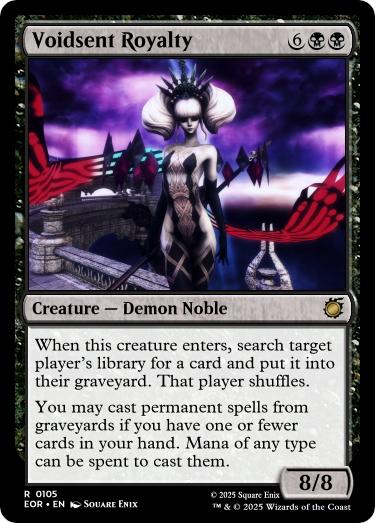 Voidsent Royalty 6
Creature — Demon Noble
When this creature enters, search target
player's library for a card and put it into
their graveyard. That player shuffles.
You may cast permanent spells from
graveyards if you have one or fewer
cards in your hand. Mana of any type
can be spent to cast them.
8/8
R 0105
EOR • EN Square Enix
© 2025 Square Enix
™ & © 2025 Wizards of the Coast